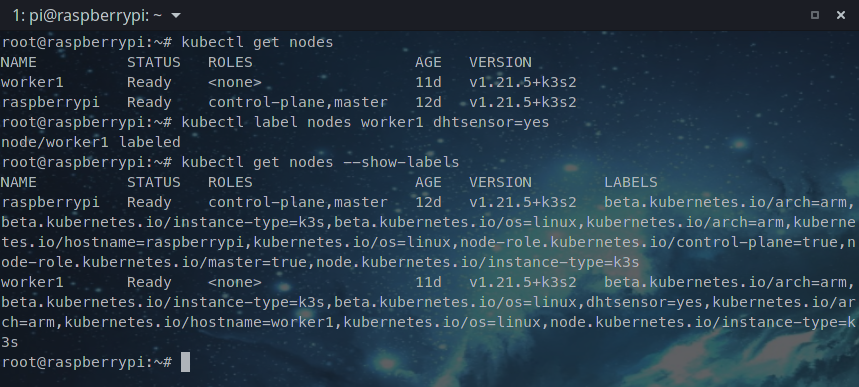 1: pi@raspberrypi: ~
root@raspberrypi:~# kubectl get nodes
NAME          STATUS   ROLES                  AGE   VERSION
worker1       Ready    <none>                 11d   v1.21.5+k3s2
raspberrypi   Ready    control-plane,master   12d   v1.21.5+k3s2
root@raspberrypi:~# kubectl label nodes worker1 dhtsensor=yes
node/worker1 labeled
root@raspberrypi:~# kubectl get nodes --show-labels
NAME          STATUS   ROLES                  AGE   VERSION        LABELS
raspberrypi   Ready    control-plane,master   12d   v1.21.5+k3s2   beta.kubernetes.io/arch=arm,
beta.kubernetes.io/instance-type=k3s,beta.kubernetes.io/os=linux,kubernetes.io/arch=arm,kuberne
tes.io/hostname=raspberrypi,kubernetes.io/os=linux,node-role.kubernetes.io/control-plane=true,n
ode-role.kubernetes.io/master=true,node.kubernetes.io/instance-type=k3s
worker1       Ready    <none>                 11d   v1.21.5+k3s2   beta.kubernetes.io/arch=arm,
beta.kubernetes.io/instance-type=k3s,beta.kubernetes.io/os=linux,dhtsensor=yes,kubernetes.io/ar
ch=arm,kubernetes.io/hostname=worker1,kubernetes.io/os=linux,node.kubernetes.io/instance-type=k
3s
root@raspberrypi:~#